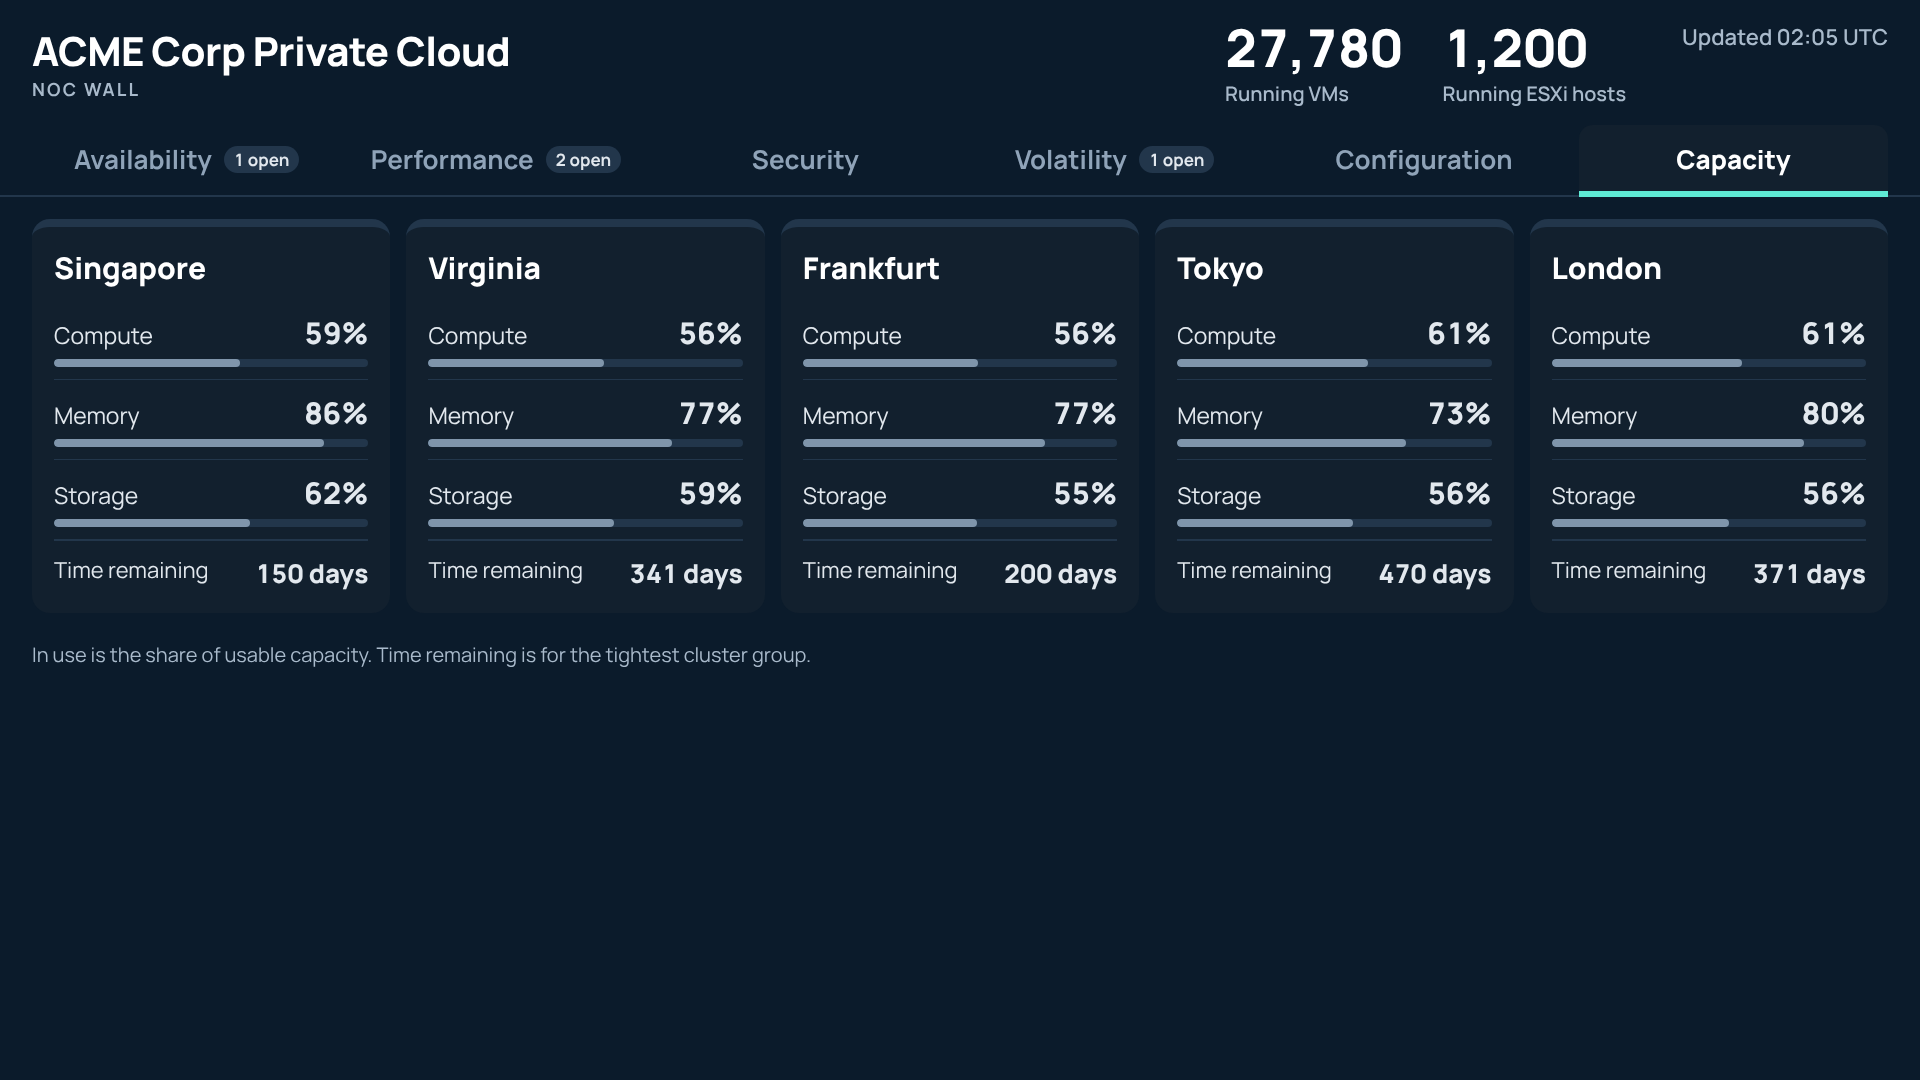 ACME Corp Private Cloud
NOC WALL
27,780
Running VMs
1,200
Running ESXi hosts
Updated 02:05 UTC
Availability 1 open
Performance 2 open
Security
Volatility 1 open
Configuration
Capacity
Singapore
Compute 59%
Memory 86%
Storage 62%
Time remaining 150 days
Virginia
Compute 56%
Memory 77%
Storage 59%
Time remaining 341 days
Frankfurt
Compute 56%
Memory 77%
Storage 55%
Time remaining 200 days
Tokyo
Compute 61%
Memory 73%
Storage 56%
Time remaining 470 days
London
Compute 61%
Memory 80%
Storage 56%
Time remaining 371 days
In use is the share of usable capacity. Time remaining is for the tightest cluster group.